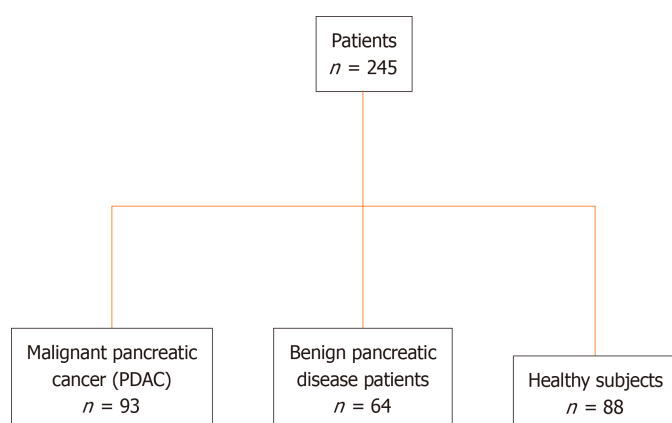 Patients
n = 245
Malignant pancreatic
cancer (PDAC)
n = 93
Benign pancreatic
disease patients
n = 64
Healthy subjects
n = 88